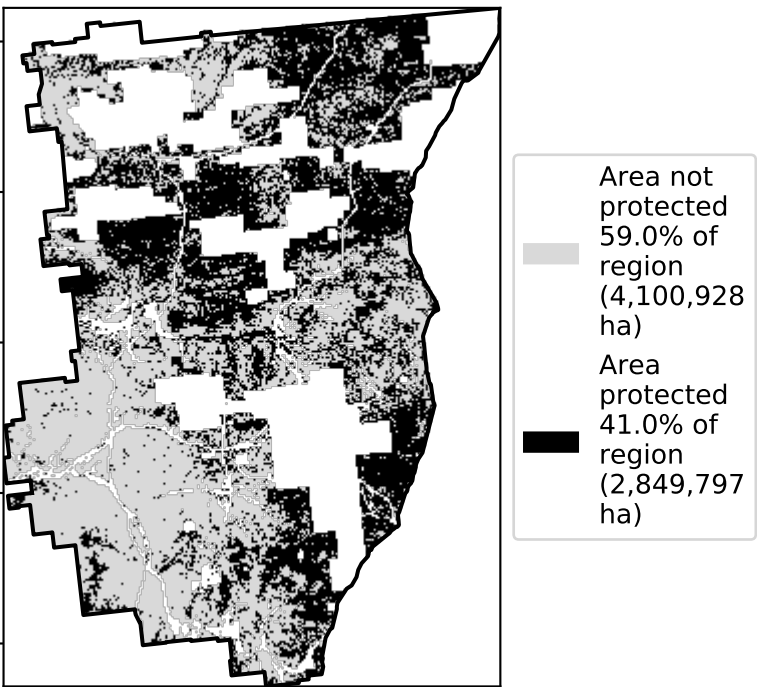 Area not
protected
59.0% of
region
(4,100,928
ha)
Area
protected
41.0% of
region
(2,849,797
ha)